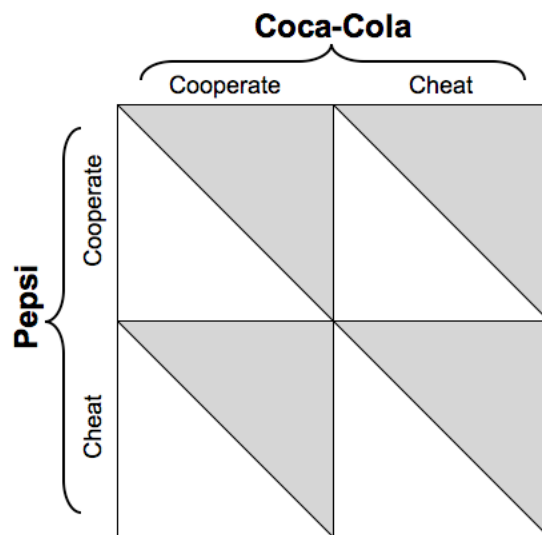 Coca-Cola
Cooperate Cheat
Pepsi
Cooperate
Cheat